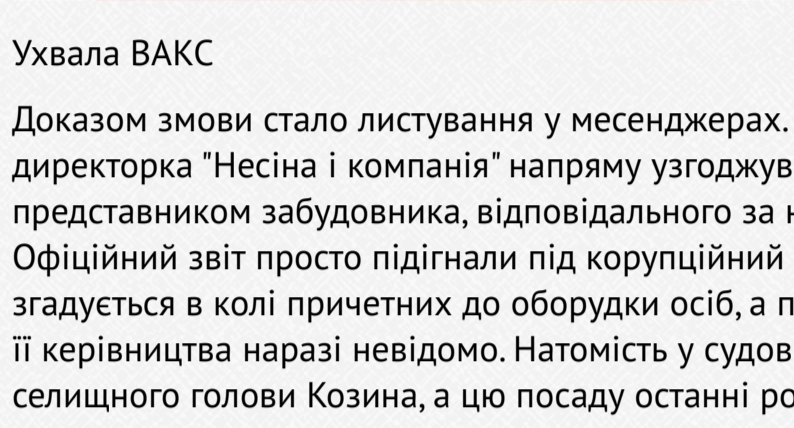 Ухвала ВАКС
Доказом змови стало листування у месенджерах.
директорка "Несіна і компанія" напряму узгоджув
представником забудовника, відповідального за
Офіційний звіт просто підігнали під корупційний
згадується в колі причетних до оборудки осіб, а п
її керівництва наразі невідомо. Натомість у судов
селищного голови Козина, а цю посаду останні ро